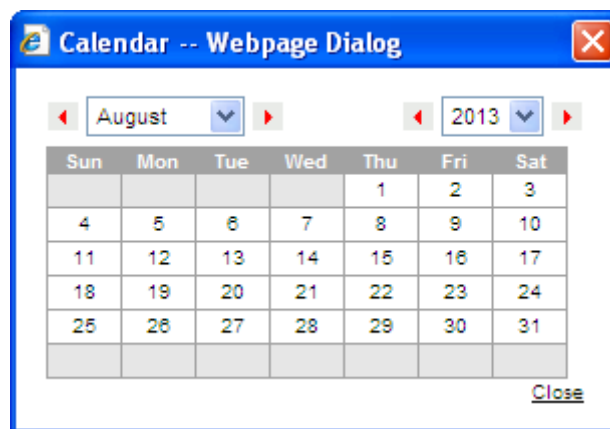 Calendar -- Webpage Dialog
August 2013
Sun Mon Tue Wed Thu Fri Sat
1 2 3
4 5 6 7 8 9 10
11 12 13 14 15 16 17
18 19 20 21 22 23 24
25 26 27 28 29 30 31
Close